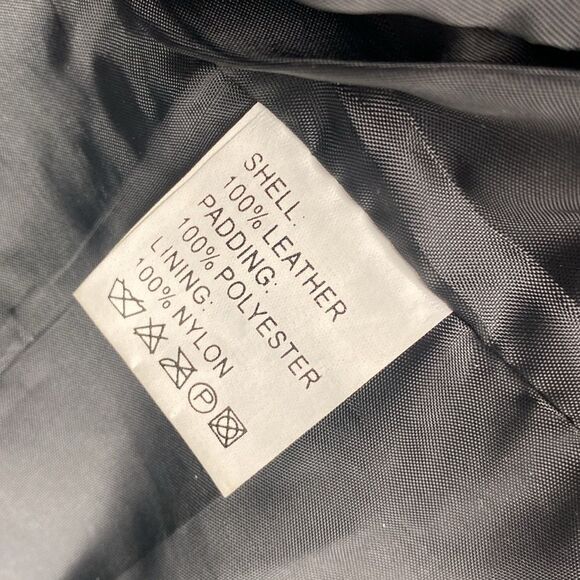 SHELL:
100% LEATHER
PADDING:
100% POLYESTER
LINING:
100% NYLON
P